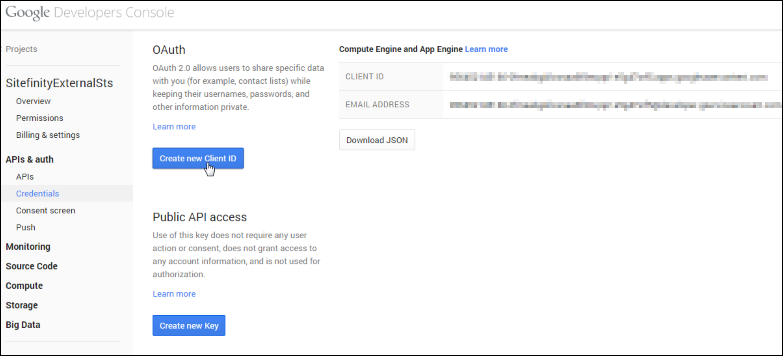 Google Developers Console
Projects
SitefinityExternalSts
Overview
Permissions
Billing & settings
APIs & auth
APIs
Credentials
Consent screen
Push
Monitoring
Source Code
Compute
Storage
Big Data
OAuth
OAuth 2.0 allows users to share specific data
with you (for example, contact lists) while
keeping their usernames, passwords, and
other information private.
Learn more
Create new Client ID
Public API access
Use of this key does not require any user
action or consent, does not grant access to
any account information, and is not used for
authorization.
Learn more
Create new Key
Compute Engine and App Engine Learn more
CLIENT ID
EMAIL ADDRESS
Download JSON